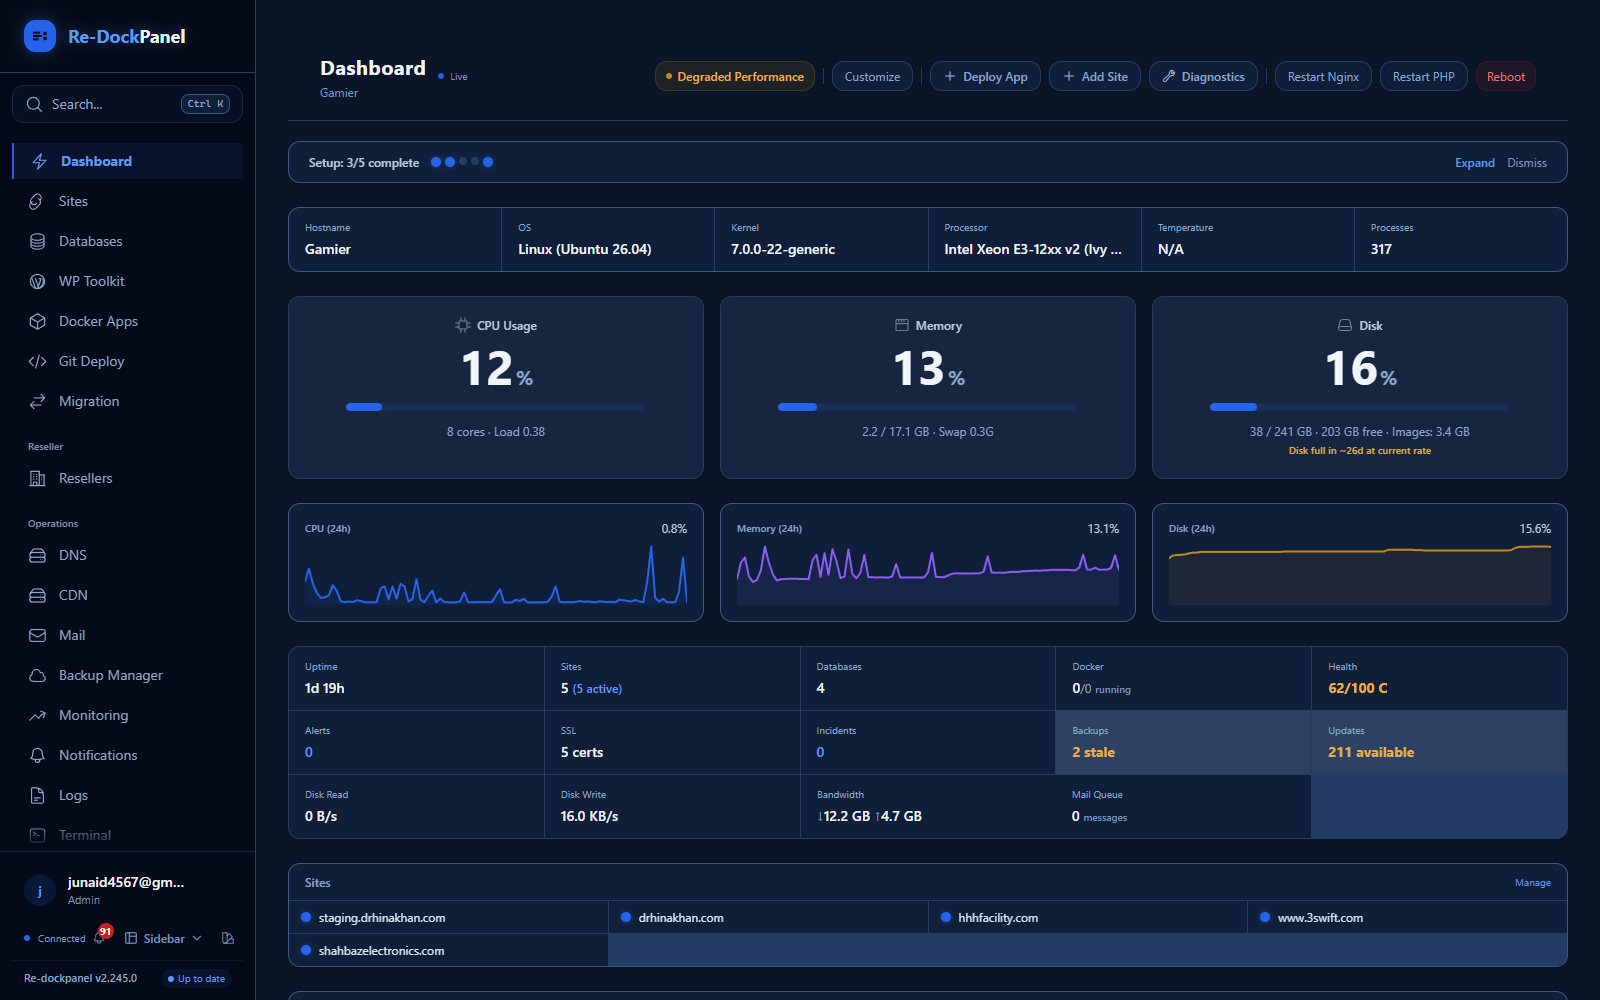 Re-DockPanel
Search...
Ctrl K
Dashboard
Sites
Databases
WP Toolkit
Docker Apps
Git Deploy
Migration
Reseller
Resellers
Operations
DNS
CDN
Mail
Backup Manager
Monitoring
Notifications
Logs
Terminal
j
junaid4567@gm...
Admin
Connected
91
Sidebar
Re-dockpanel v2.245.0
Up to date
Dashboard
Live
Gamier
Degraded Performance
Customize
Deploy App
Add Site
Diagnostics
Restart Nginx
Restart PHP
Reboot
Setup: 3/5 complete
Expand
Dismiss
Hostname
Gamier
OS
Linux (Ubuntu 26.04)
Kernel
7.0.0-22-generic
Processor
Intel Xeon E3-12xx v2 (Ivy ...
Temperature
N/A
Processes
317
CPU Usage
12%
8 cores · Load 0.38
Memory
13%
2.2 / 17.1 GB · Swap 0.3G
Disk
16%
38 / 241 GB · 203 GB free · Images: 3.4 GB
Disk full in ~26d at current rate
CPU (24h)
0.8%
Memory (24h)
13.1%
Disk (24h)
15.6%
Uptime
1d 19h
Sites
5 (5 active)
Databases
4
Docker
0/0 running
Health
62/100 C
Alerts
0
SSL
5 certs
Incidents
0
Backups
2 stale
Updates
211 available
Disk Read
0 B/s
Disk Write
16.0 KB/s
Bandwidth
↓12.2 GB ↑4.7 GB
Mail Queue
0 messages
Sites
Manage
staging.drhinakhan.com
drhinakhan.com
hhhfacility.com
www.3swift.com
shahbazelectronics.com